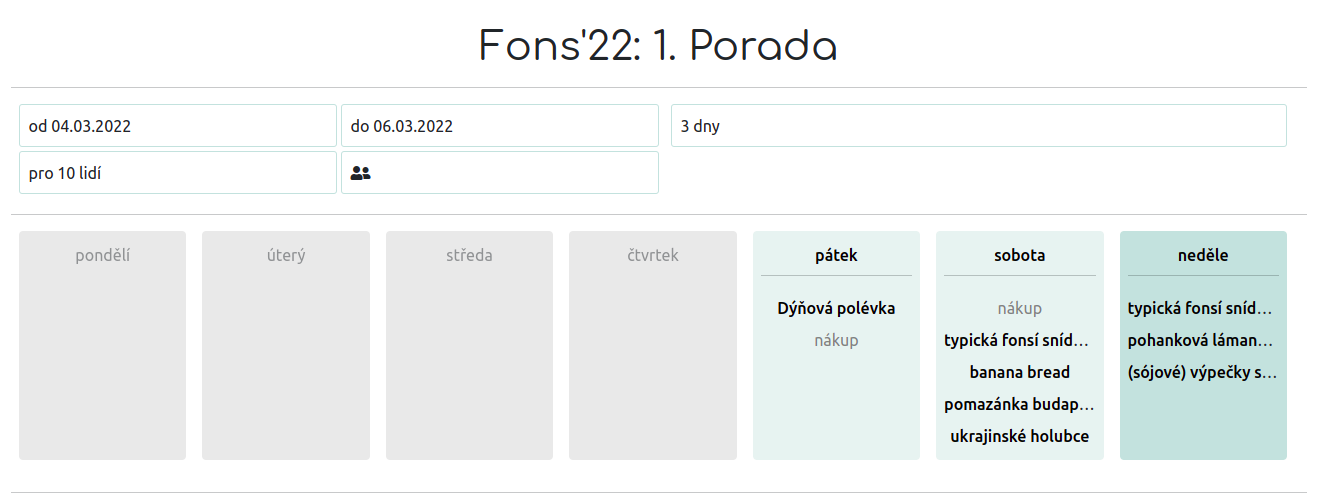 Fons'22: 1. Porada
od 04.03.2022
do 06.03.2022
3 dny
pro 10 lidí
pondělí
úterý
středa
čtvrtek
pátek
Dýňová polévka
nákup
sobota
nákup
typická fonsí sníd...
banana bread
pomazánka budap...
ukrajinské holubce
neděle
typická fonsí sníd...
pohanková láman...
(sójové) výpečky s...